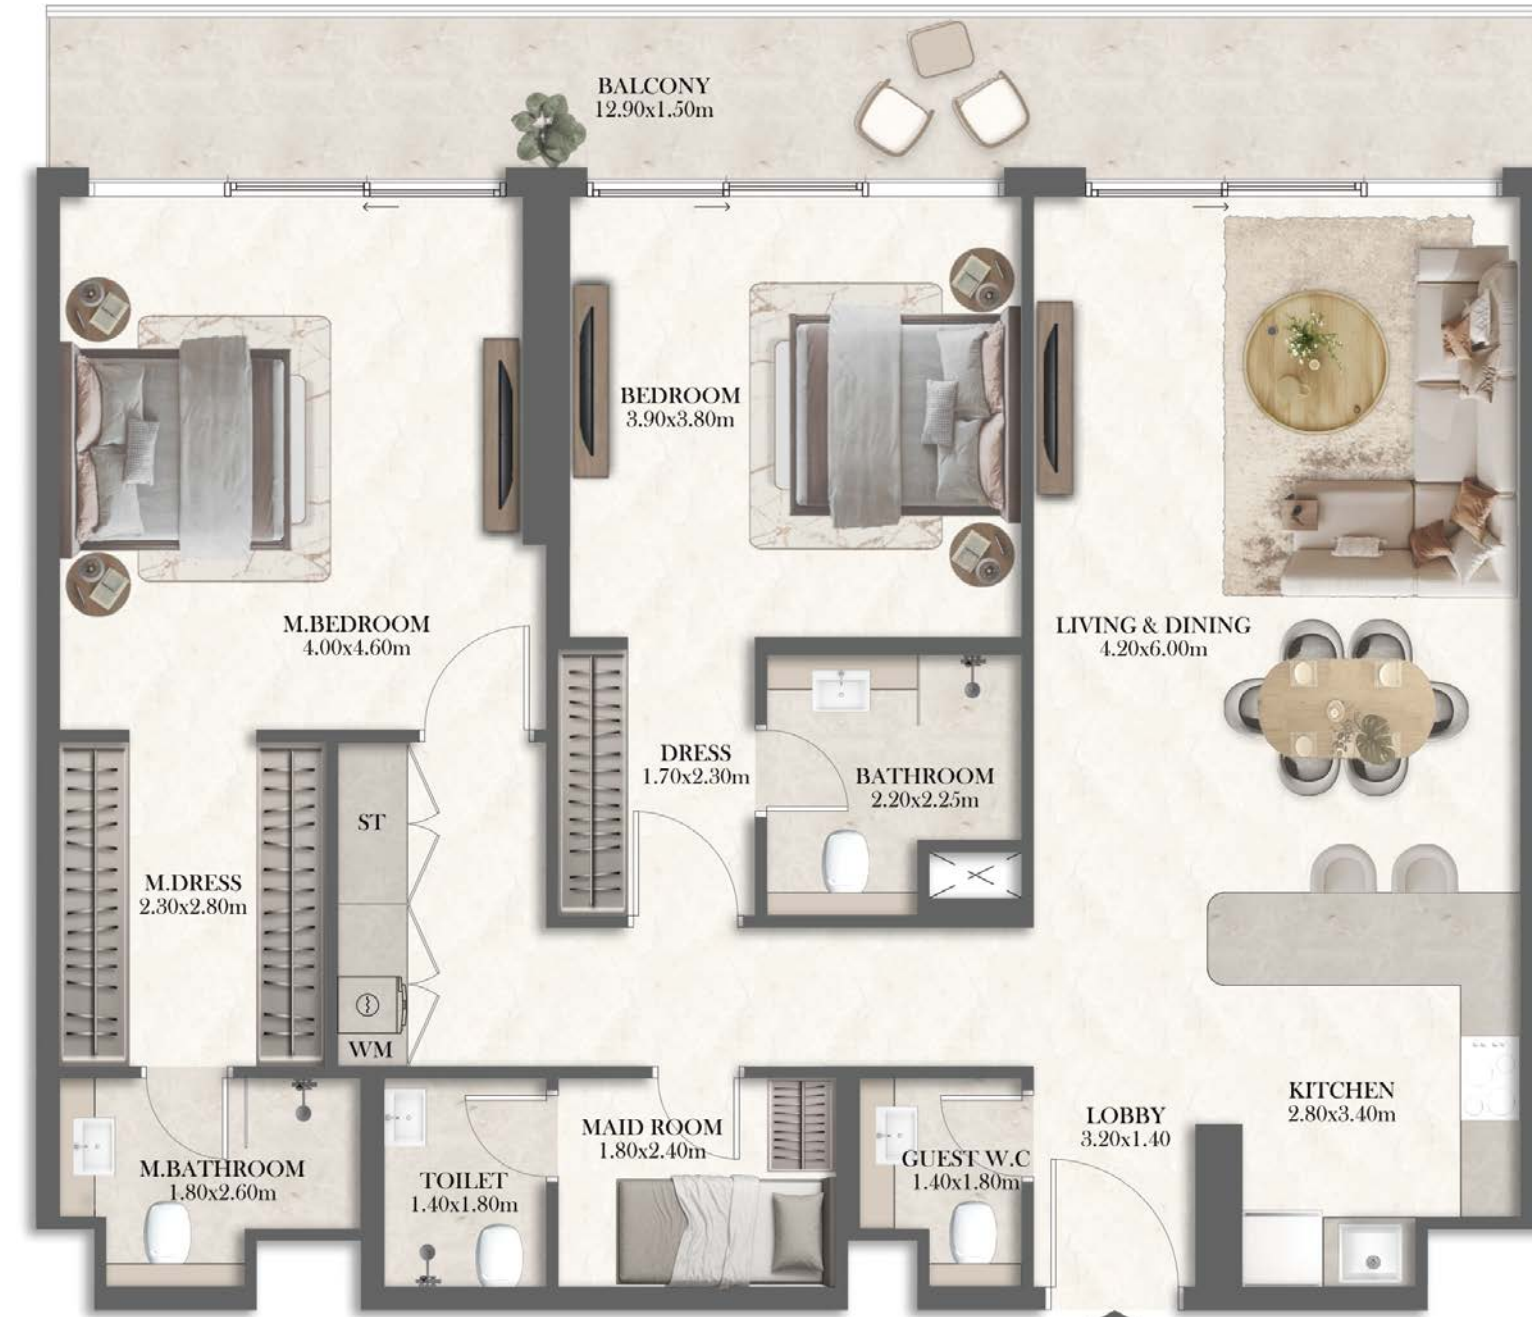 BALCONY
12.90x1.50m
BEDROOM
3.90x3.80m
M.BEDROOM
4.00x4.60m
LIVING & DINING
4.20x6.00m
DRESS
1.70x2.30m
BATHROOM
2.20x2.25m
ST
M.DRESS
2.30x2.80m
WM
KITCHEN
2.80x3.40m
LOBBY
3.20x1.40
MAID ROOM
1.80x2.40m
GUEST W.C
1.40x1.80m
M.BATHROOM
1.80x2.60m
TOILET
1.40x1.80m